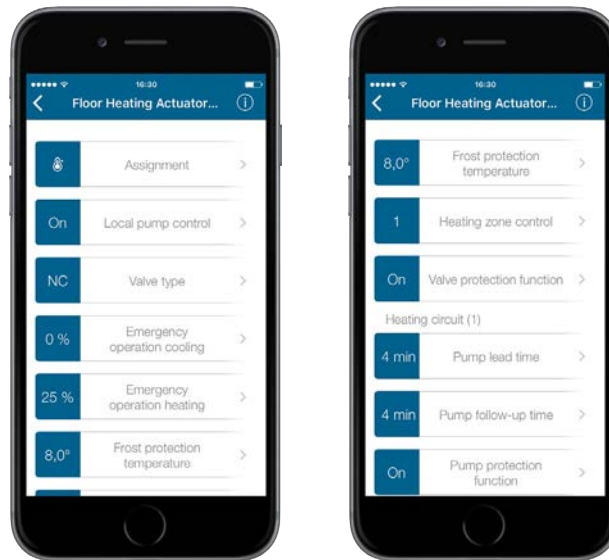 16:30
Floor Heating Actuator...
Assignment
On
Local pump control
NC
Valve type
0 %
Emergency
operation cooling
25 %
Emergency
operation heating
8,0°
Frost protection
temperature
16:30
Floor Heating Actuator...
8,0°
Frost protection
temperature
1
Heating zone control
On
Valve protection function
Heating circuit (1)
4 min
Pump lead time
4 min
Pump follow-up time
On
Pump protection
function